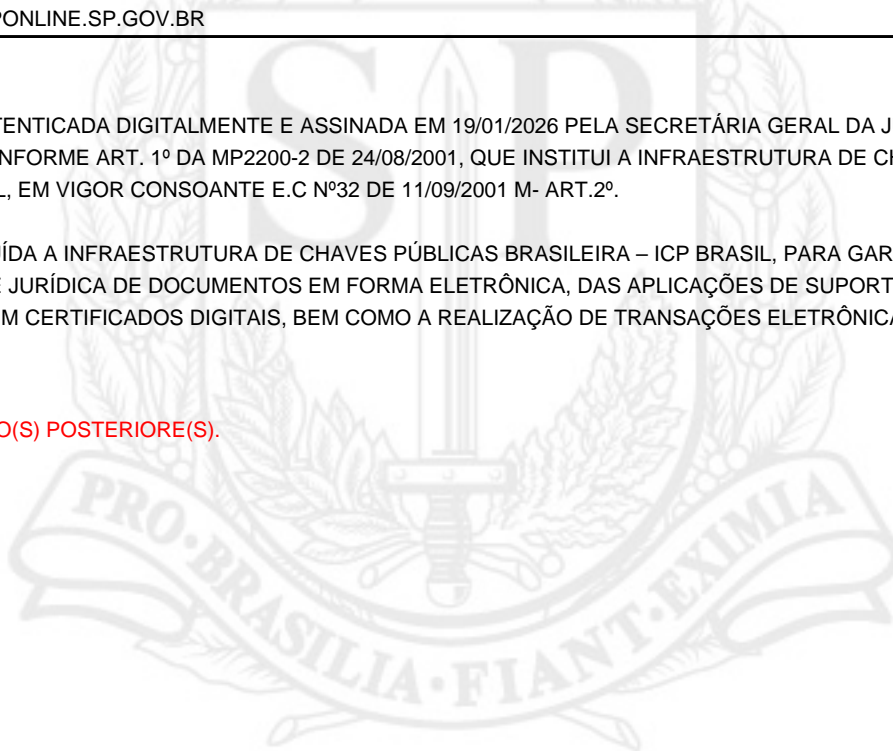 PONLINE.SP.GOV.BR
TENTICADA DIGITALMENTE E ASSINADA EM 19/01/2026 PELA SECRETÁRIA GERAL DA J
NFORME ART. 1º DA MP2200-2 DE 24/08/2001, QUE INSTITUI A INFRAESTRUTURA DE CH
L, EM VIGOR CONSOANTE E.C Nº32 DE 11/09/2001 M- ART.2º.
UÍDA A INFRAESTRUTURA DE CHAVES PÚBLICAS BRASILEIRA – ICP BRASIL, PARA GAR
E JURÍDICA DE DOCUMENTOS EM FORMA ELETRÔNICA, DAS APLICAÇÕES DE SUPORT
EM CERTIFICADOS DIGITAIS, BEM COMO A REALIZAÇÃO DE TRANSAÇÕES ELETRÔNICA
O(S) POSTERIORE(S).
SP
PRO·BRASILIA·FIANT·EXIMIA